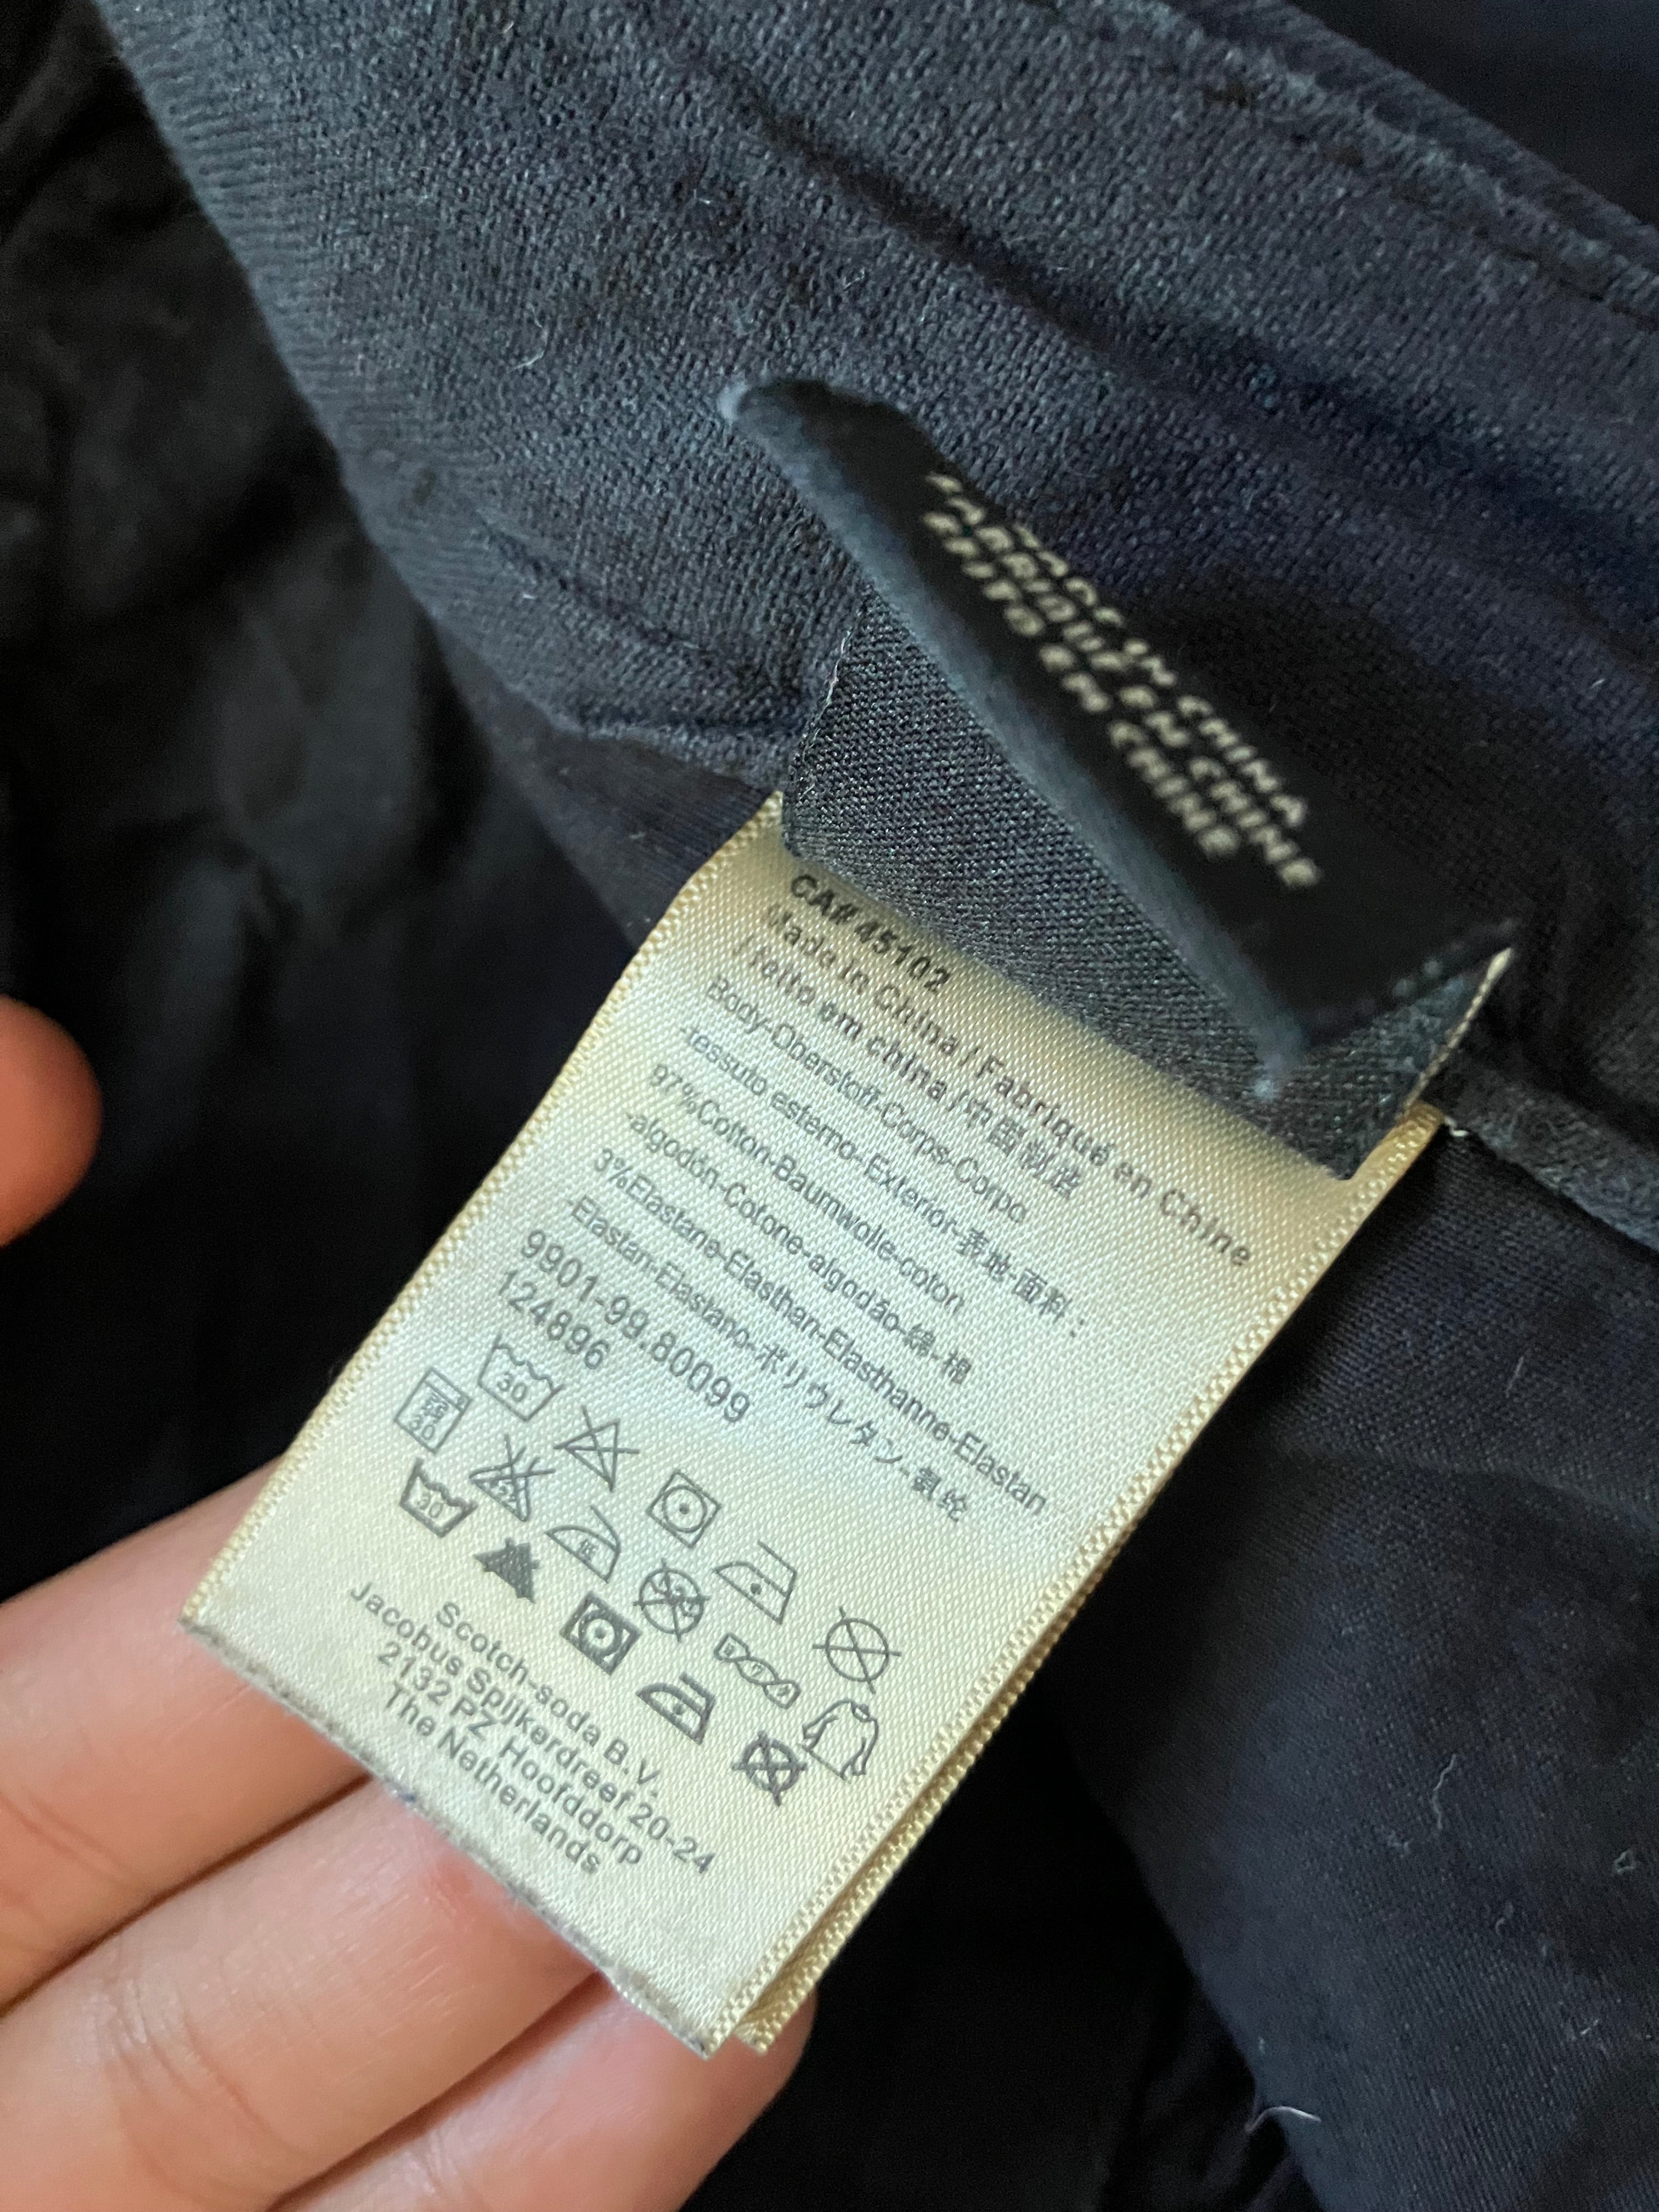 MADE IN CHINA
FABRIQUÉ EN CHINE
FEITO EM CHINE
CA# 45102
Made in China / Fabriqué en Chine
/ feito em china / 中国制造
Body-Oberstoff-Corps-Corpo
-tessuto esterno-Exterior-表地-面料:
97%Cotton-Baumwolle-coton
-algodón-Cotone-algodão-綿-棉
3%Elastane-Elasthan-Elasthanne-Elastan
-Elastan-Elastano-ポリウレタン-氨纶
9901-99.80099
124896
30
30
30
Scotch-soda B.V.
Jacobus Spijkerdreef 20-24
2132 PZ Hoofddorp
The Netherlands